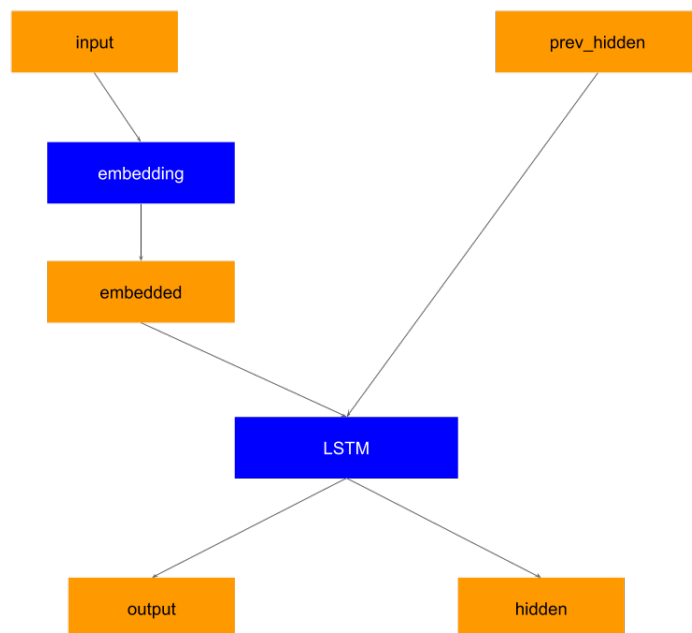 input
prev_hidden
embedding
embedded
LSTM
output
hidden